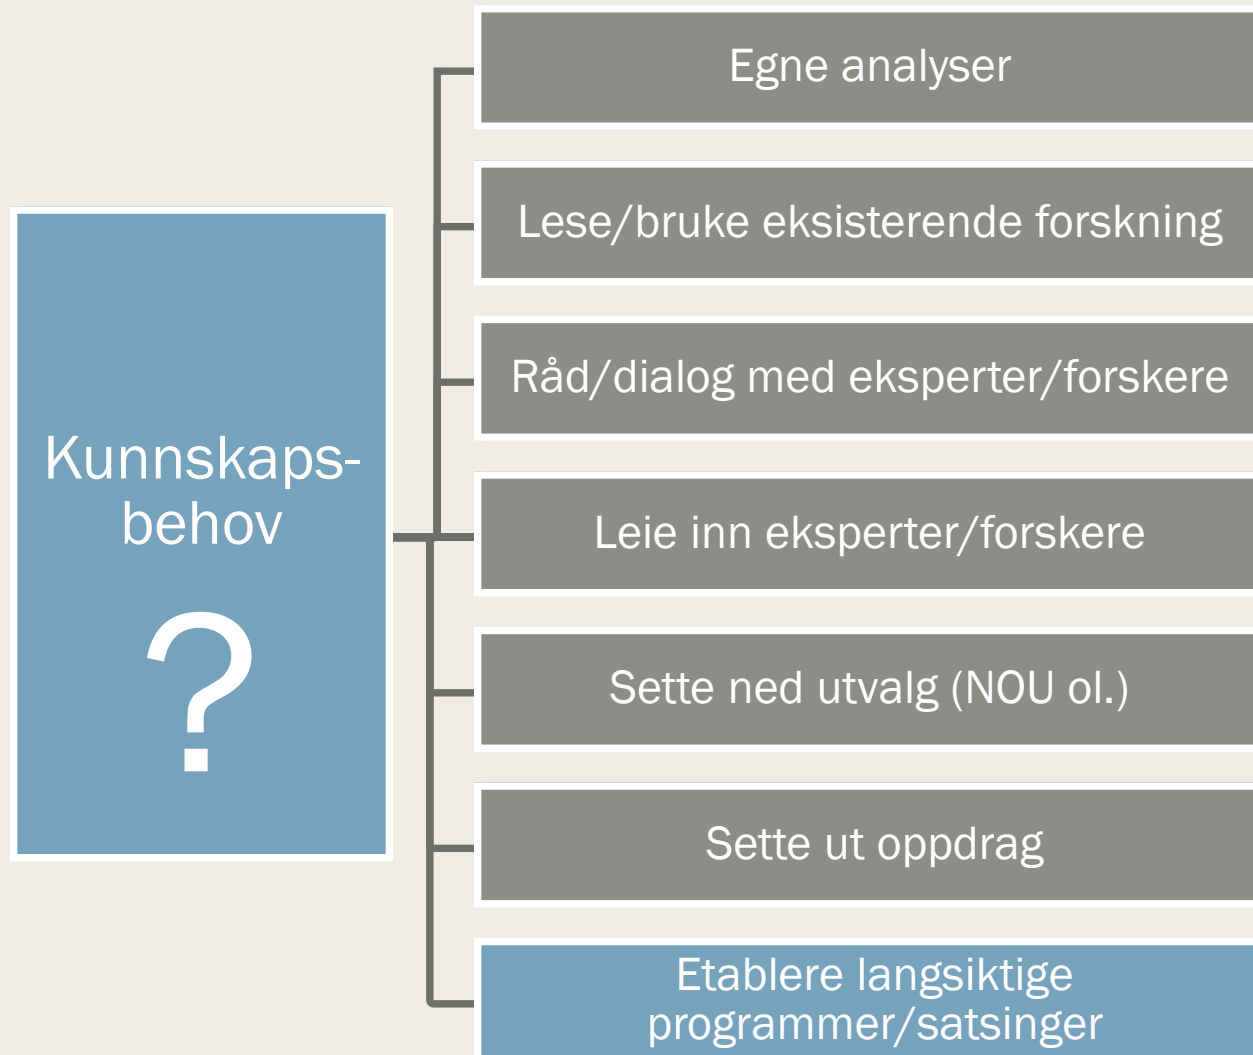 Egne analyser
Lese/bruke eksisterende forskning
Råd/dialog med eksperter/forskere
Kunnskaps-
behov
?
Leie inn eksperter/forskere
Sette ned utvalg (NOU ol.)
Sette ut oppdrag
Etablere langsiktige
programmer/satsinger